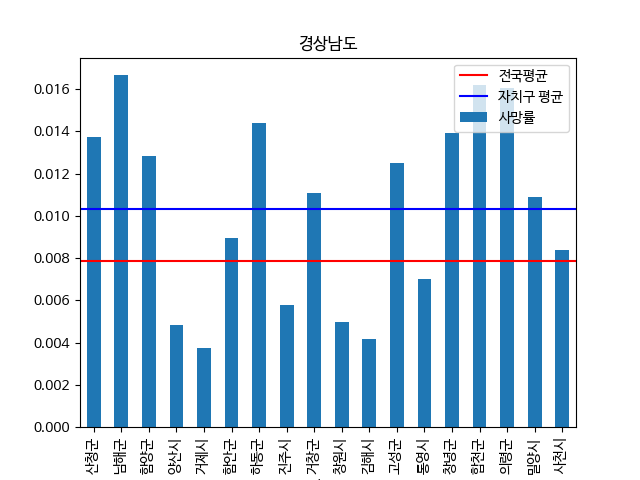 경상남도
전국평균
자치구 평균
사망률
0.016
0.014
0.012
0.010
0.008
0.006
0.004
0.002
0.000
산청군
남해군
함양군
양산시
거제시
함안군
하동군
진주시
거창군
창원시
김해시
고성군
통영시
창녕군
합천군
의령군
밀양시
사천시